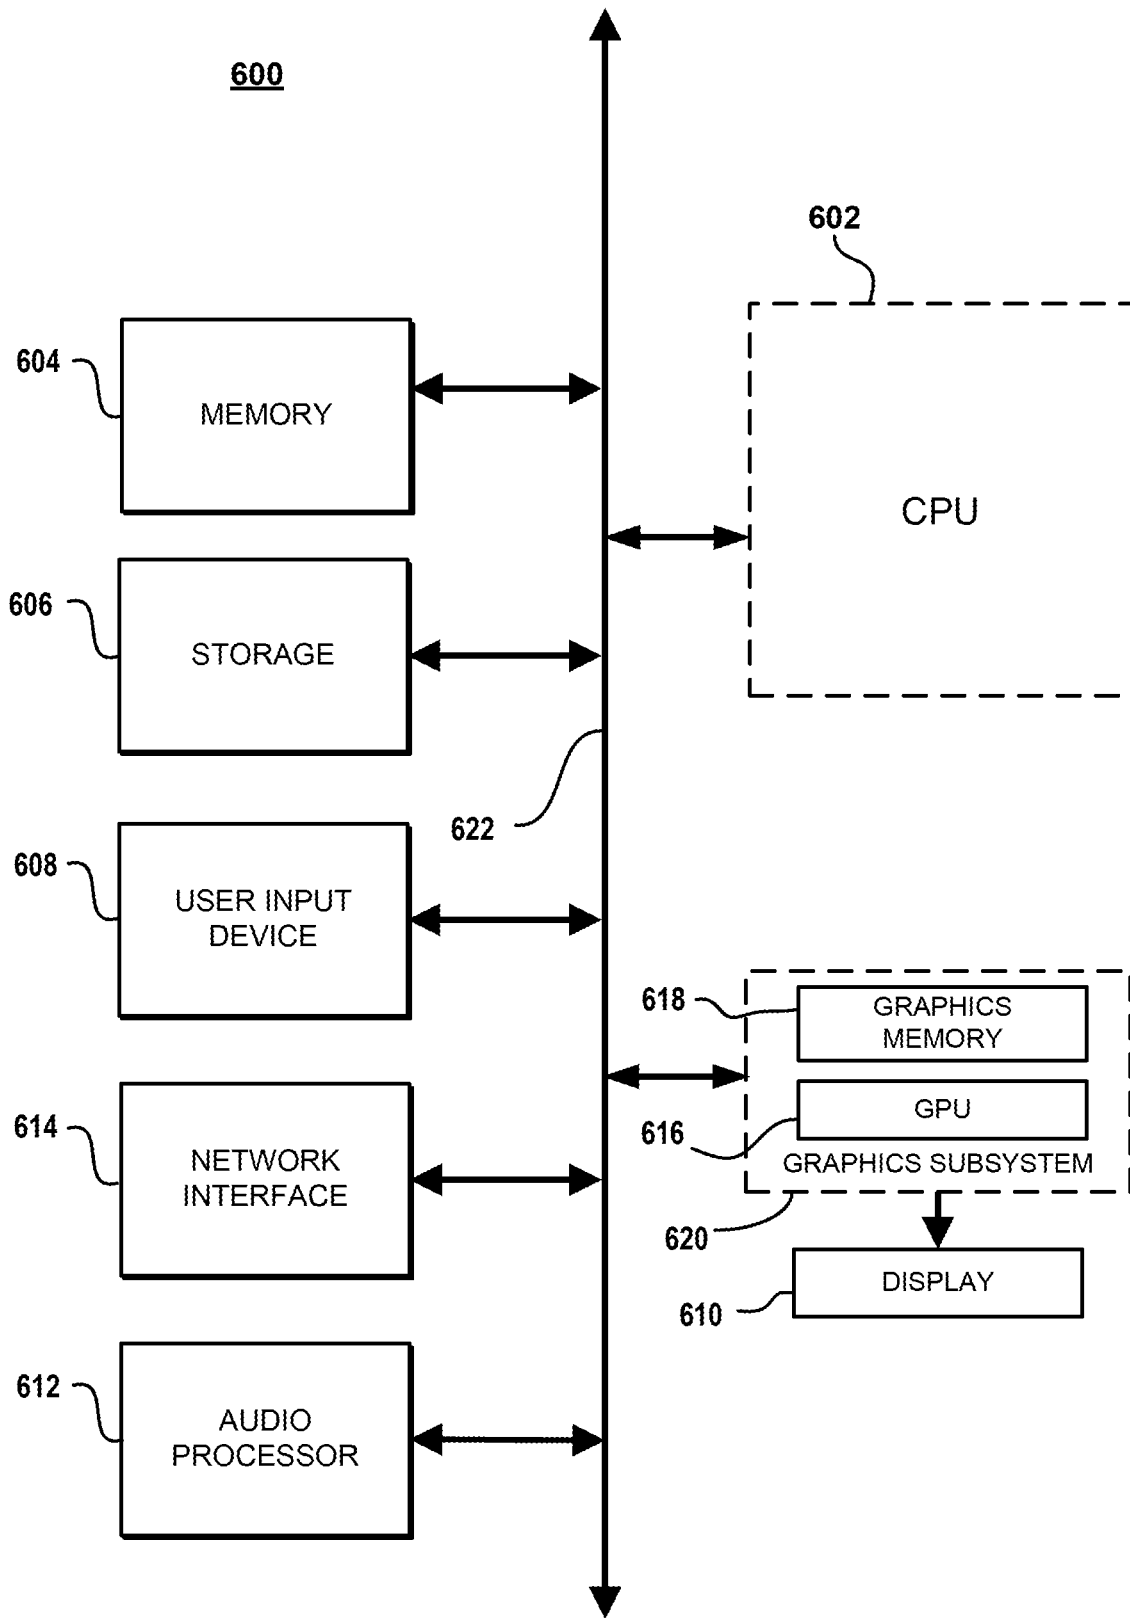 600
602
604
MEMORY
CPU
606
STORAGE
622
608
USER INPUT
DEVICE
618
GRAPHICS
MEMORY
616
GPU
GRAPHICS SUBSYSTEM
620
614
NETWORK
INTERFACE
610
DISPLAY
612
AUDIO
PROCESSOR